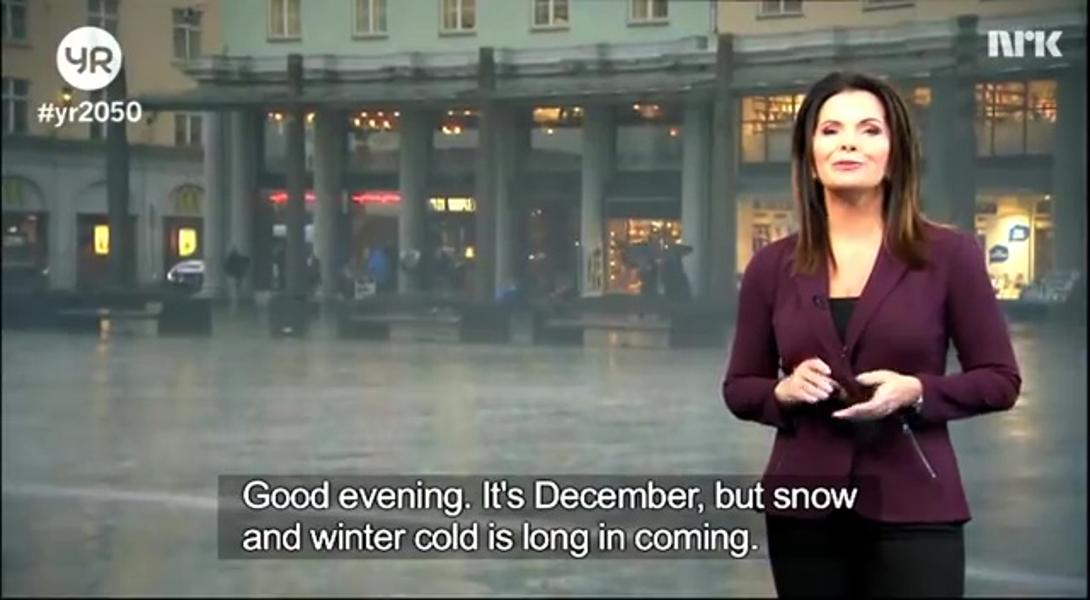 YR
#yr2050
NRK
Good evening. It's December, but snow
and winter cold is long in coming.